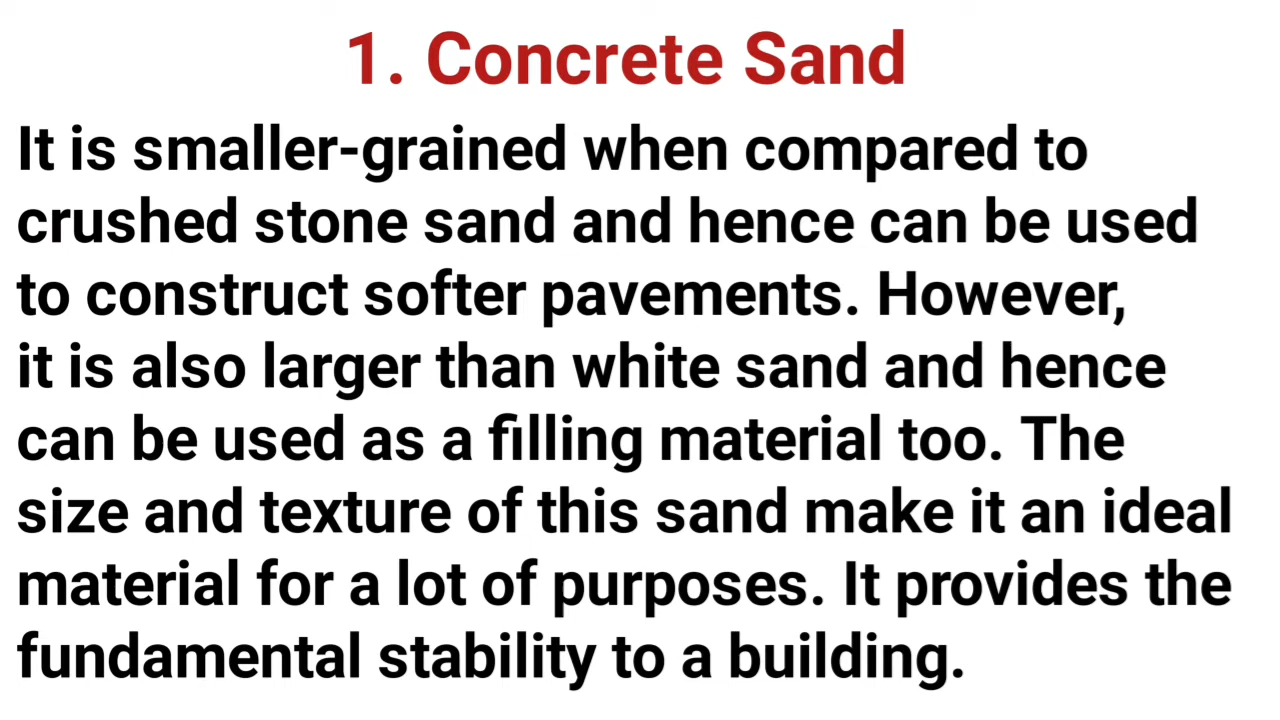 1. Concrete Sand
It is smaller-grained when compared to
crushed stone sand and hence can be used
to construct softer pavements. However,
it is also larger than white sand and hence
can be used as a filling material too. The
size and texture of this sand make it an ideal
material for a lot of purposes. It provides the
fundamental stability to a building.